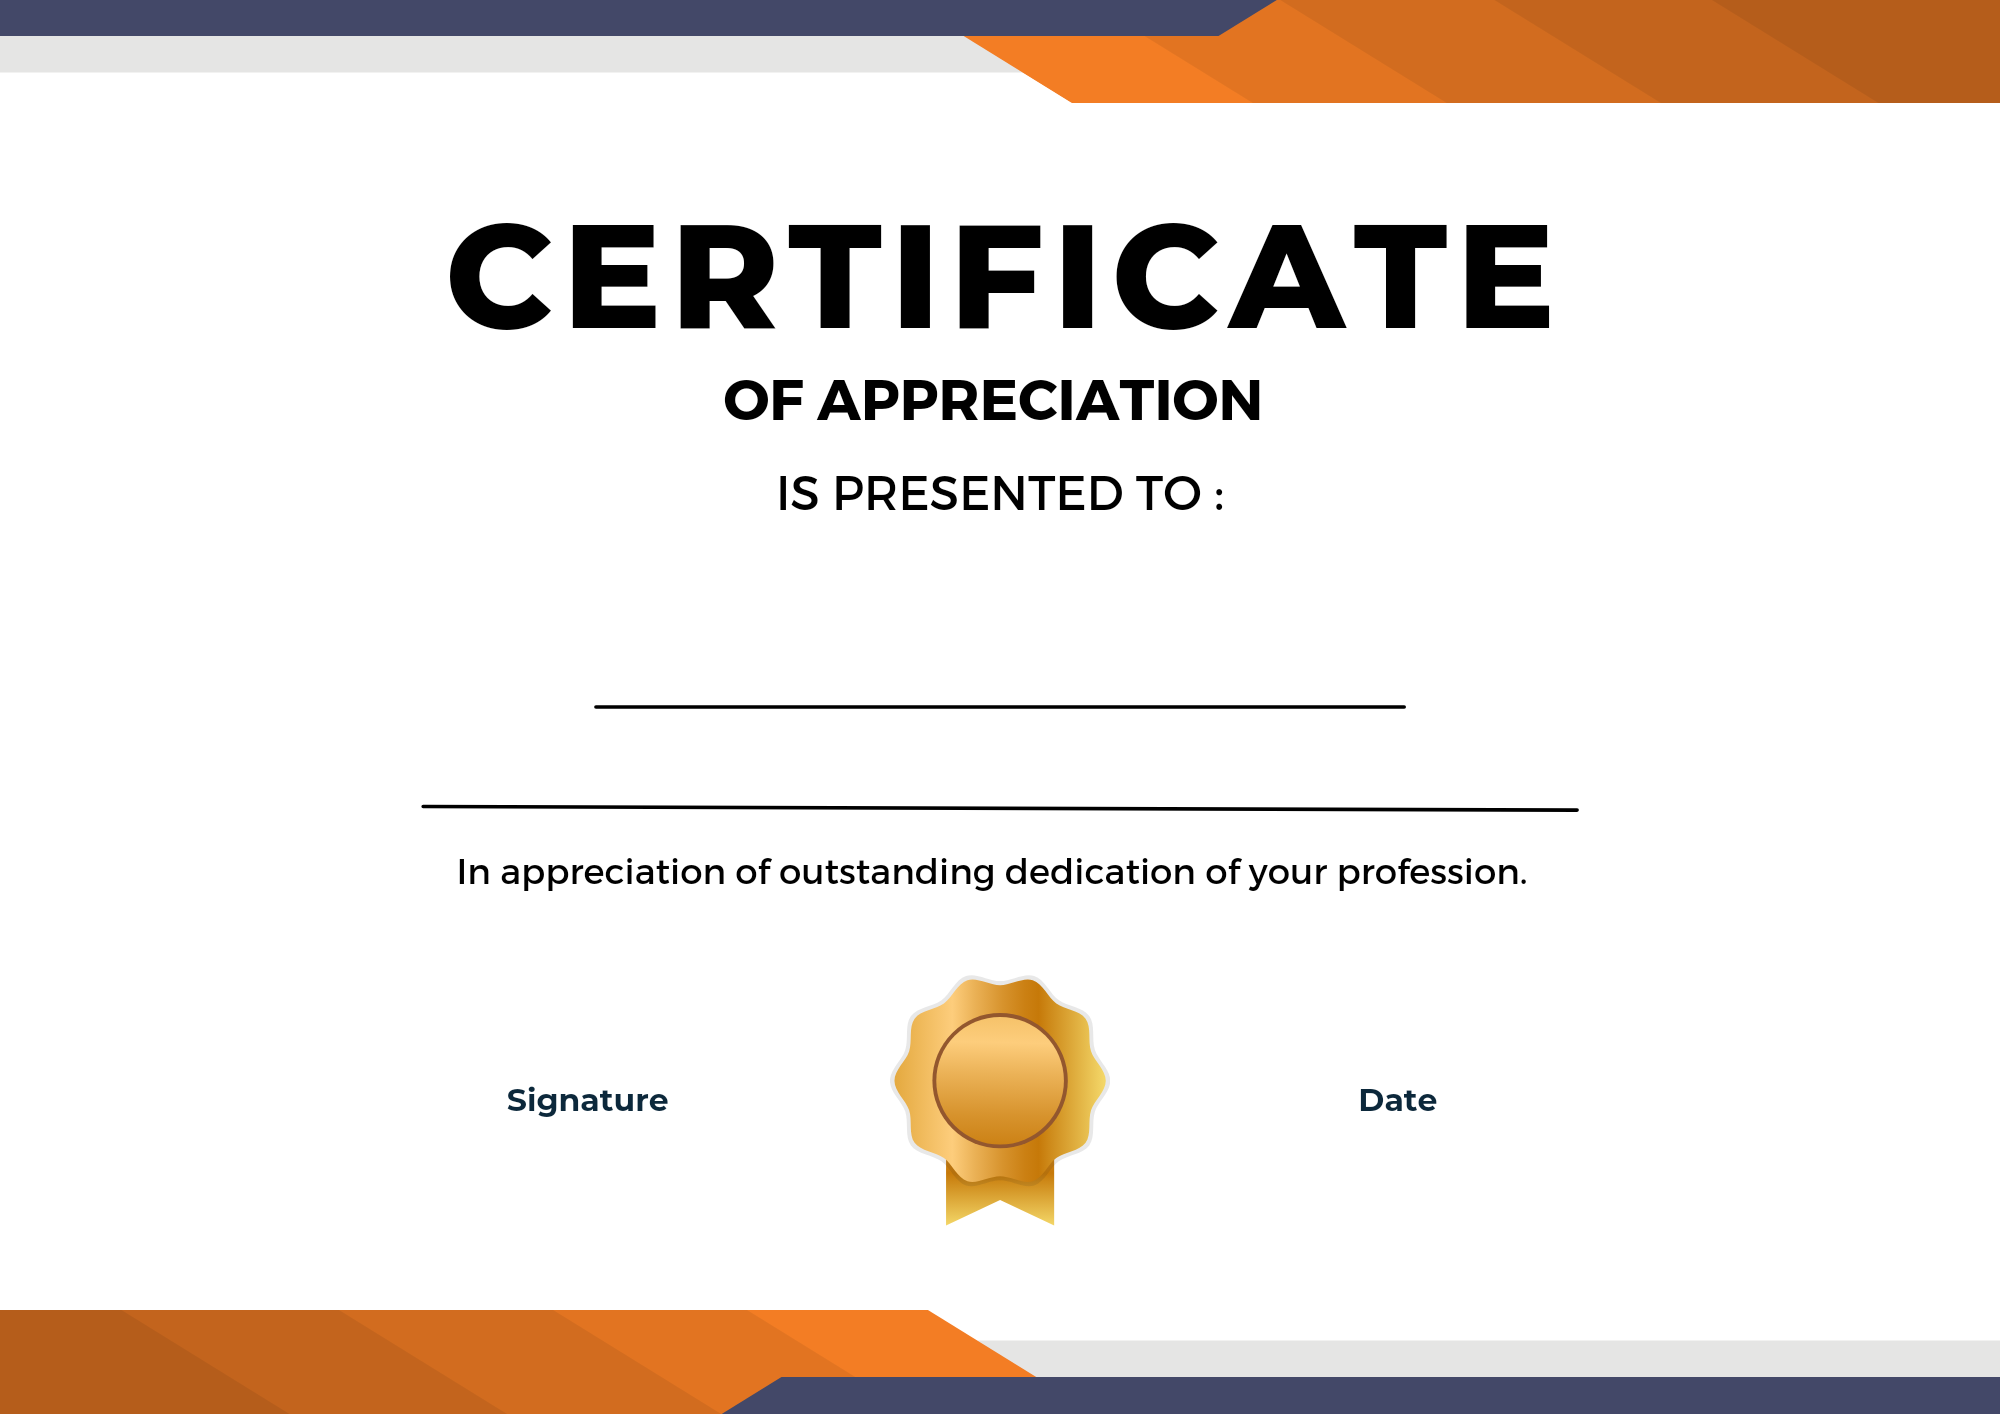 CERTIFICATE
OF APPRECIATION
IS PRESENTED TO :
In appreciation of outstanding dedication of your profession.
Signature
Date